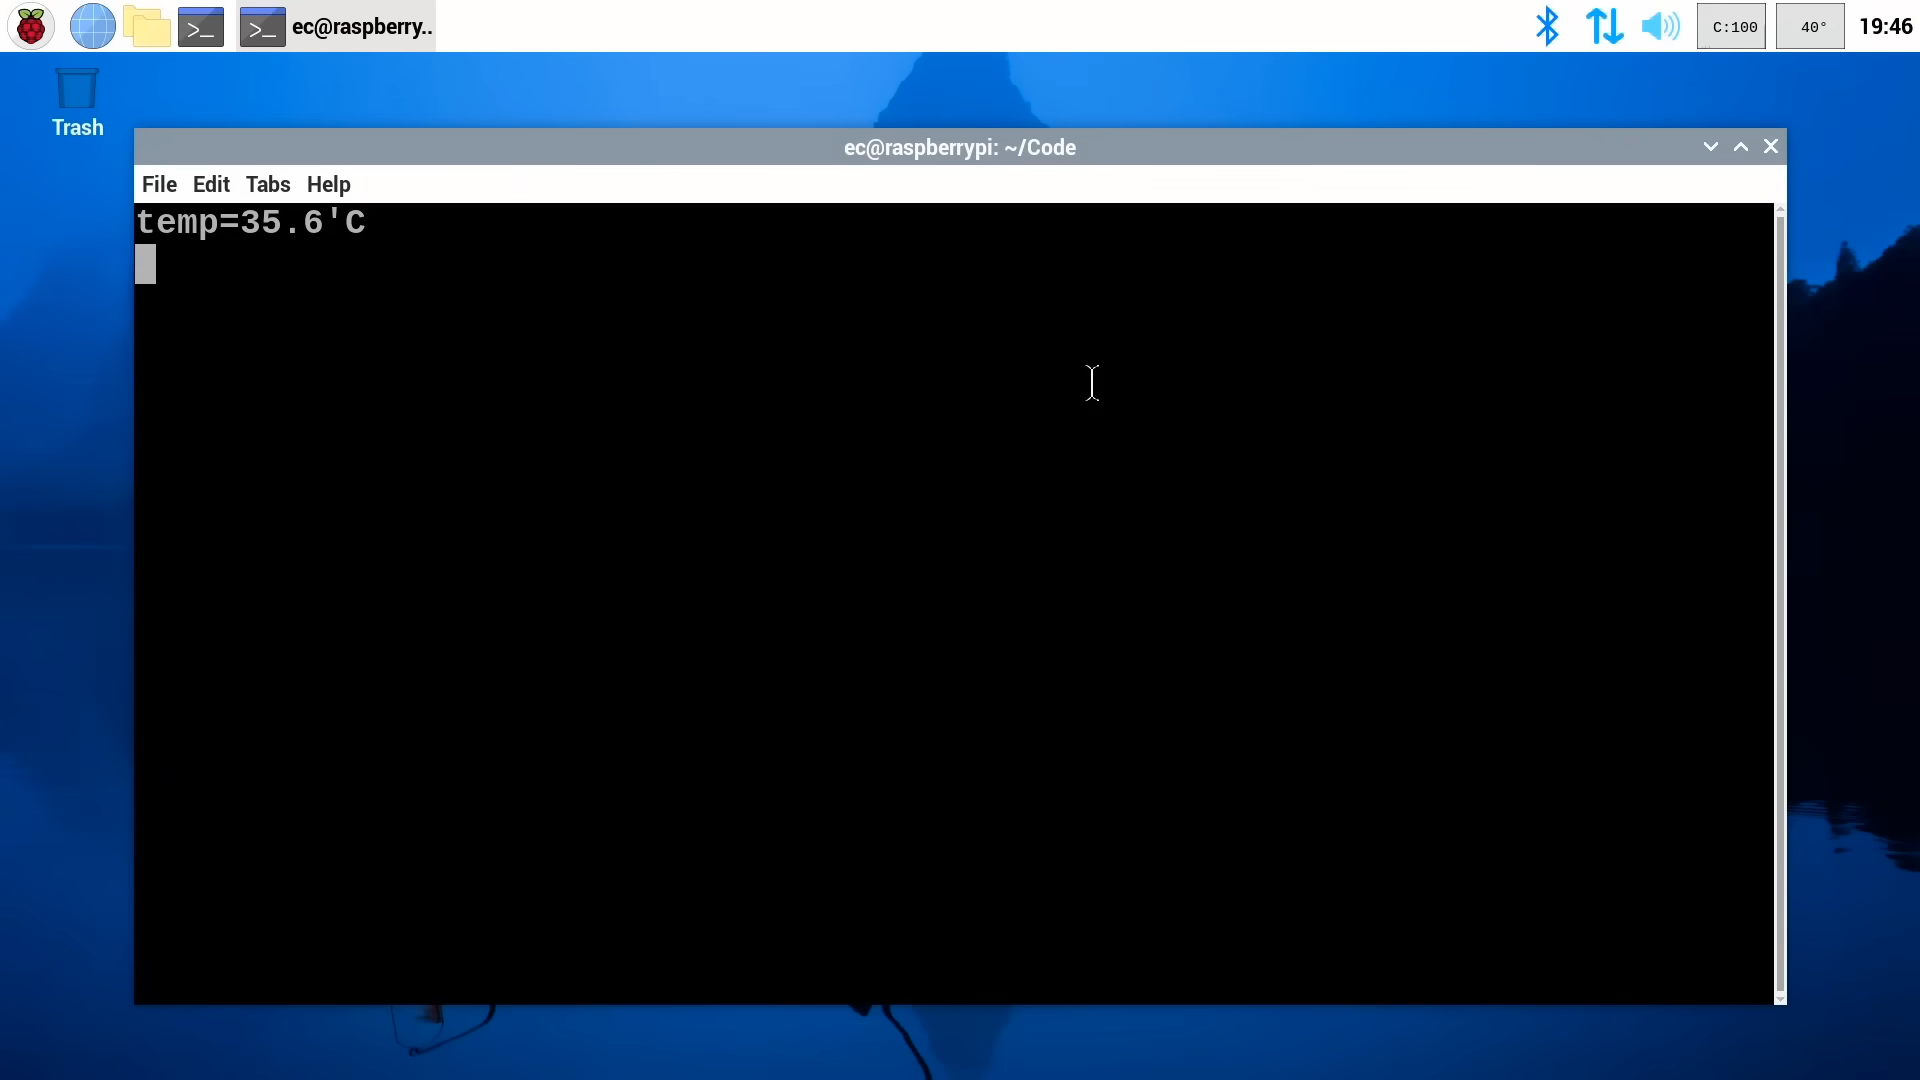 ec@raspberry..
C:100
40°
19:46
Trash
ec@raspberrypi: ~/Code
File Edit Tabs Help
temp=35.6'C